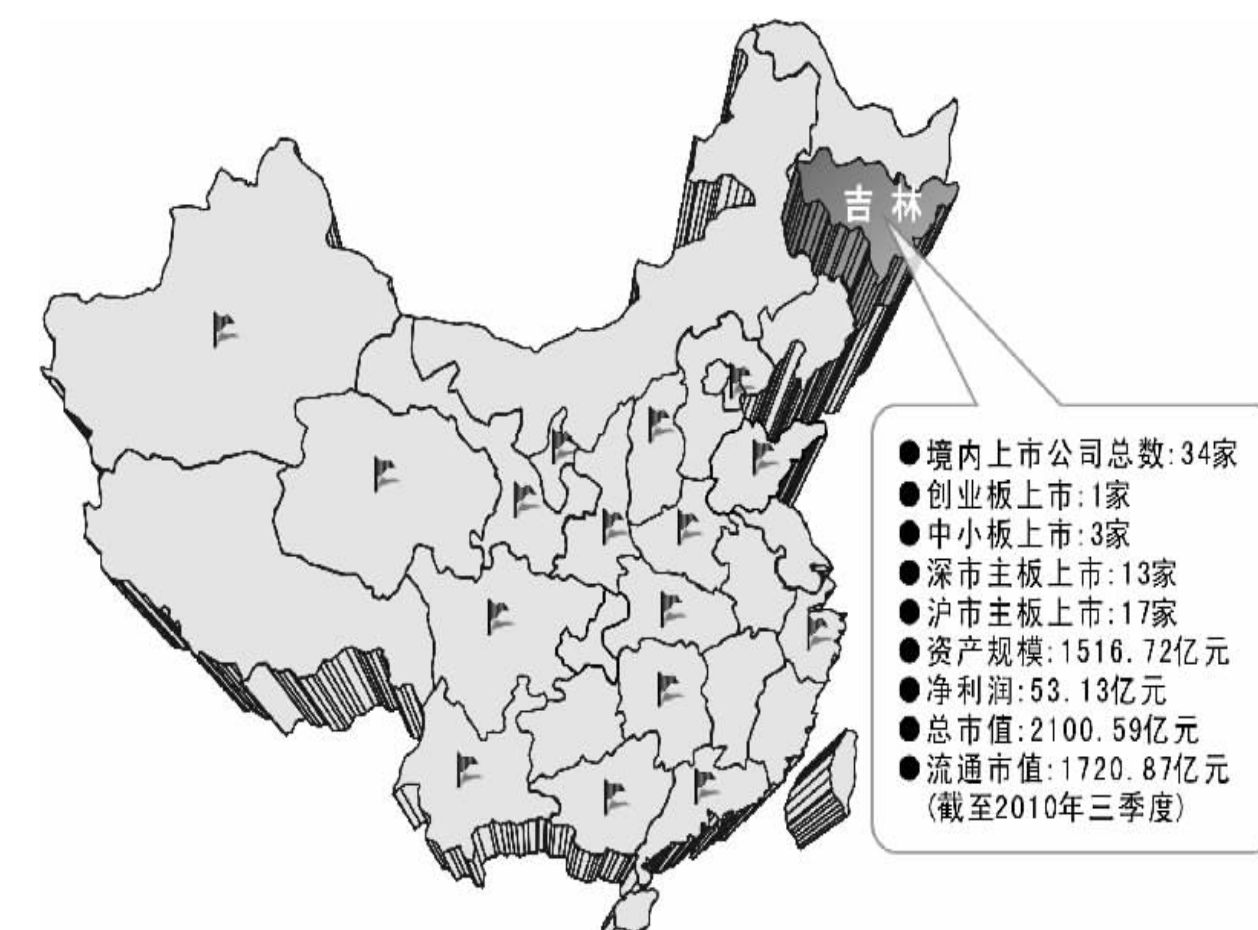 吉林
●境内上市公司总数:34家
●创业板上市:1家
●中小板上市:3家
●深市主板上市:13家
●沪市主板上市:17家
●资产规模:1516.72亿元
●净利润:53.13亿元
●总市值:2100.59亿元
●流通市值:1720.87亿元
(截至2010年三季度)